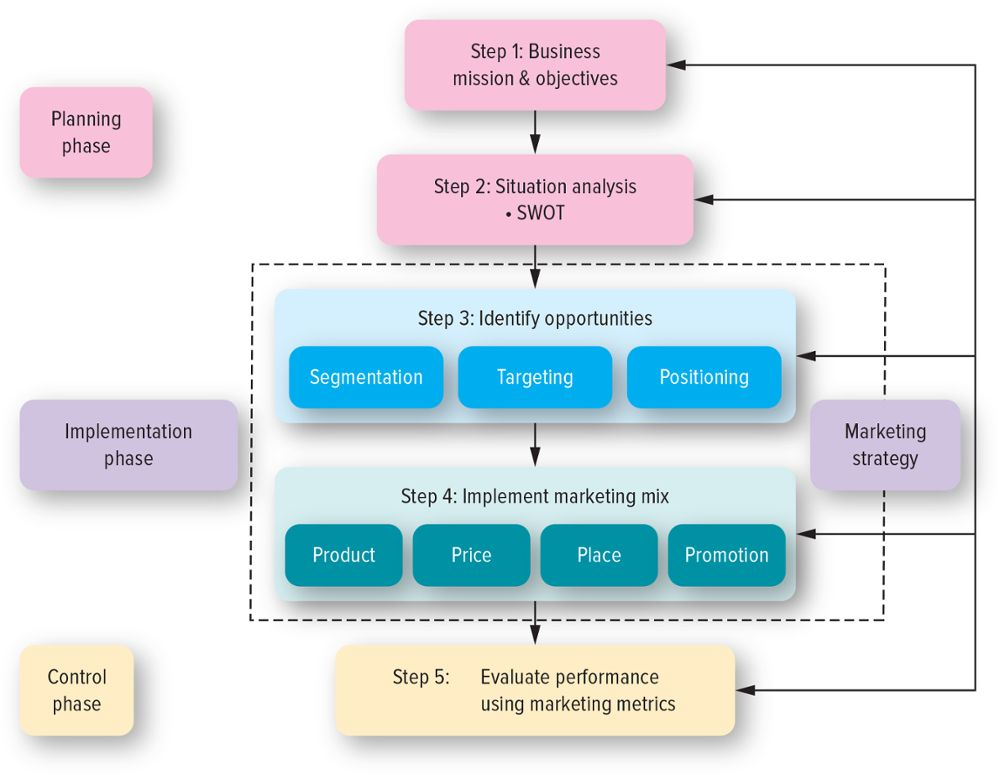 Step 1: Business
mission & objectives
Planning
phase
Step 2: Situation analysis
• SWOT
Step 3: Identify opportunities
Segmentation
Targeting
Positioning
Implementation
phase
Marketing
strategy
Step 4: Implement marketing mix
Product
Price
Place
Promotion
Control
phase
Step 5: Evaluate performance
using marketing metrics